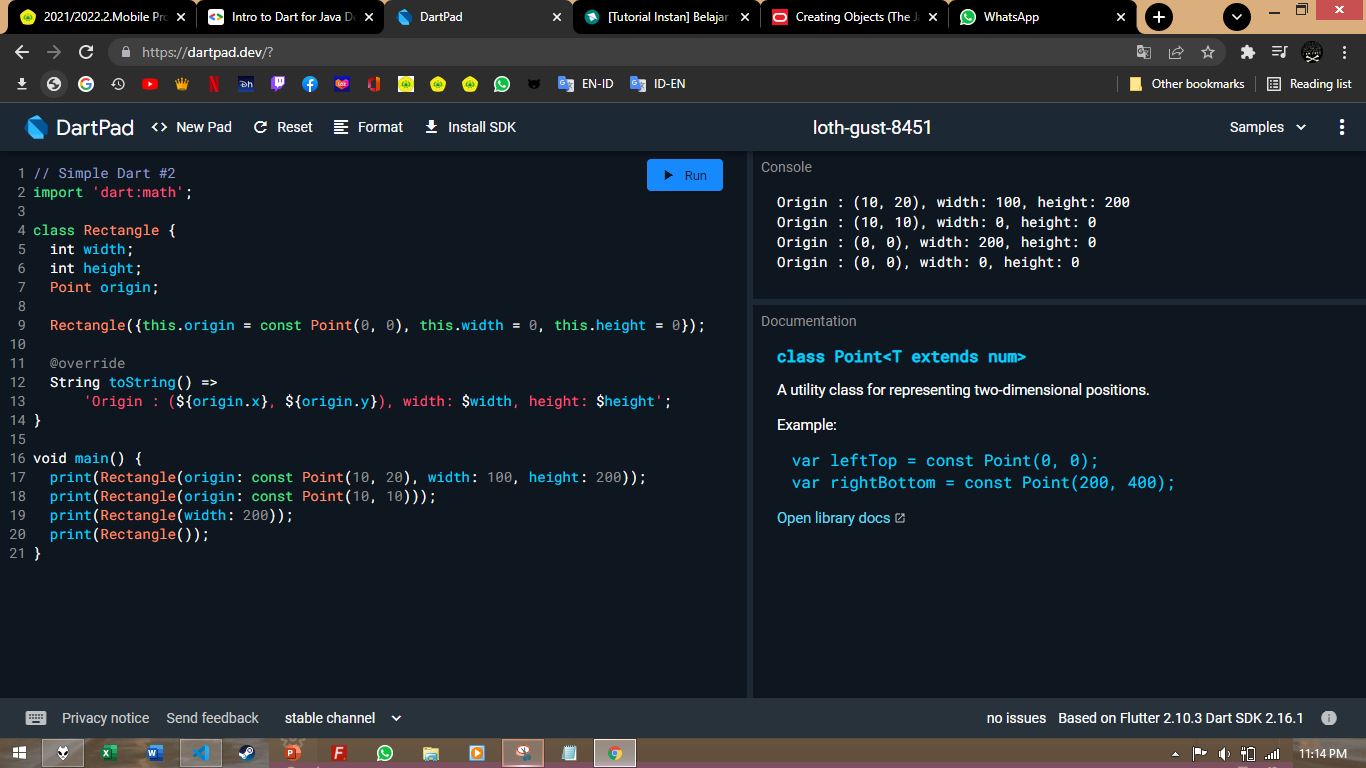 2021/2022.2.Mobile Pro
Intro to Dart for Java D
DartPad
[Tutorial Instan] Belajar
Creating Objects (The Ja
WhatsApp
https://dartpad.dev/?
EN-ID
ID-EN
Other bookmarks
Reading list
DartPad
New Pad
Reset
Format
Install SDK
loth-gust-8451
Samples
1 // Simple Dart #2
2 import 'dart:math';
3
4 class Rectangle {
5 int width;
6 int height;
7 Point origin;
8
9 Rectangle({this.origin = const Point(0, 0), this.width = 0, this.height = 0});
10
11 @override
12 String toString() =>
13 'Origin : (${origin.x}, ${origin.y}), width: $width, height: $height';
14 }
15
16 void main() {
17 print(Rectangle(origin: const Point(10, 20), width: 100, height: 200));
18 print(Rectangle(origin: const Point(10, 10)));
19 print(Rectangle(width: 200));
20 print(Rectangle());
21 }
Run
Console
Origin : (10, 20), width: 100, height: 200
Origin : (10, 10), width: 0, height: 0
Origin : (0, 0), width: 200, height: 0
Origin : (0, 0), width: 0, height: 0
Documentation
class Point<T extends num>
A utility class for representing two-dimensional positions.
Example:
var leftTop = const Point(0, 0);
var rightBottom = const Point(200, 400);
Open library docs
Privacy notice
Send feedback
stable channel
no issues
Based on Flutter 2.10.3 Dart SDK 2.16.1
11:14 PM